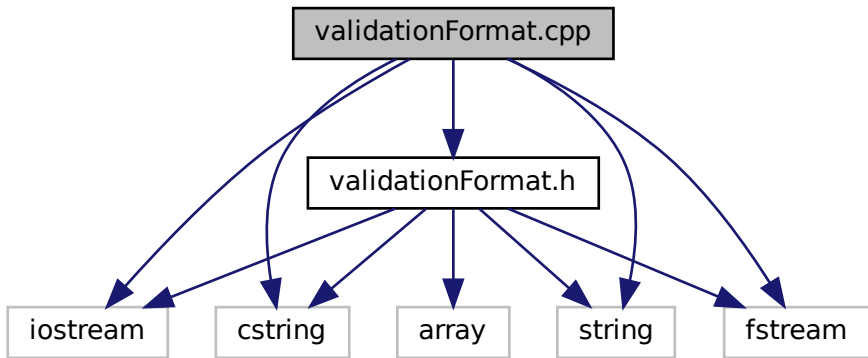 validationFormat.cpp
validationFormat.h
iostream
cstring
array
string
fstream